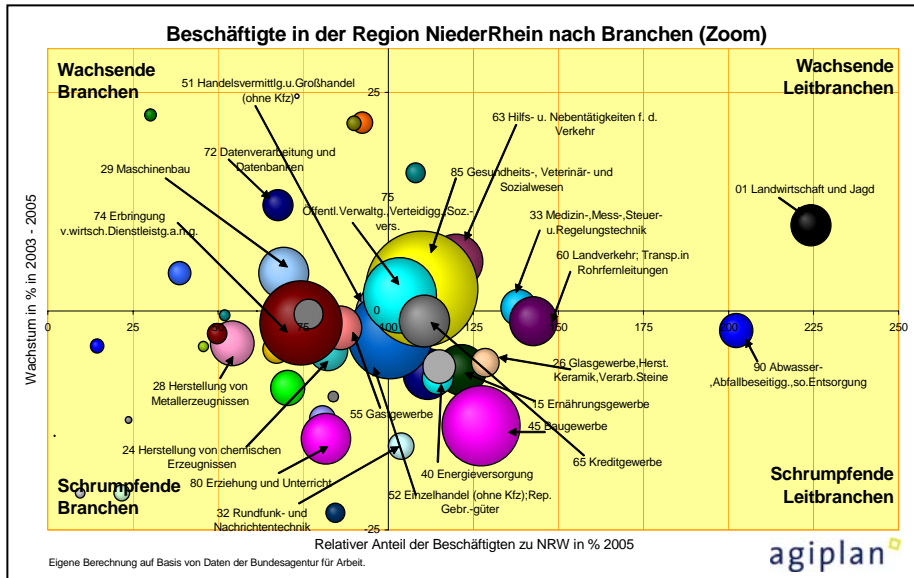 Beschäftigte in der Region NiederRhein nach Branchen (Zoom)
Wachsende
Branchen
Wachsende
Leitbranchen
51 Handelsvermittlg.u.Großhandel
(ohne Kfz)
25
63 Hilfs- u. Nebentätigkeiten f. d.
Verkehr
72 Datenverarbeitung und
Datenbanken
29 Maschinenbau
85 Gesundheits-, Veterinär- und
Sozialwesen
75
Öffentl.Verwaltg.,Verteidigg.,Soz.-
vers.
01 Landwirtschaft und Jagd
74 Erbringung
v.wirtsch.Dienstleistg.a.n.g.
33 Medizin-,Mess-,Steuer-
u.Regelungstechnik
60 Landverkehr; Transp.in
Rohrfernleitungen
Wachstum in % in 2003 - 2005
0
0 25 50 75 100 125 150 175 200 225 250
28 Herstellung von
Metallerzeugnissen
26 Glasgewerbe,Herst.
Keramik,Verarb.Steine
90 Abwasser-
,Abfallbeseitigg.,so.Entsorgung
55 Gastgewerbe
15 Ernährungsgewerbe
45 Baugewerbe
24 Herstellung von chemischen
Erzeugnissen
65 Kreditgewerbe
40 Energieversorgung
80 Erziehung und Unterricht
52 Einzelhandel (ohne Kfz);Rep.
Gebr.-güter
32 Rundfunk- und
Nachrichtentechnik
Schrumpfende
Branchen
Schrumpfende
Leitbranchen
-25
Relativer Anteil der Beschäftigten zu NRW in % 2005
Eigene Berechnung auf Basis von Daten der Bundesagentur für Arbeit.
agiplan